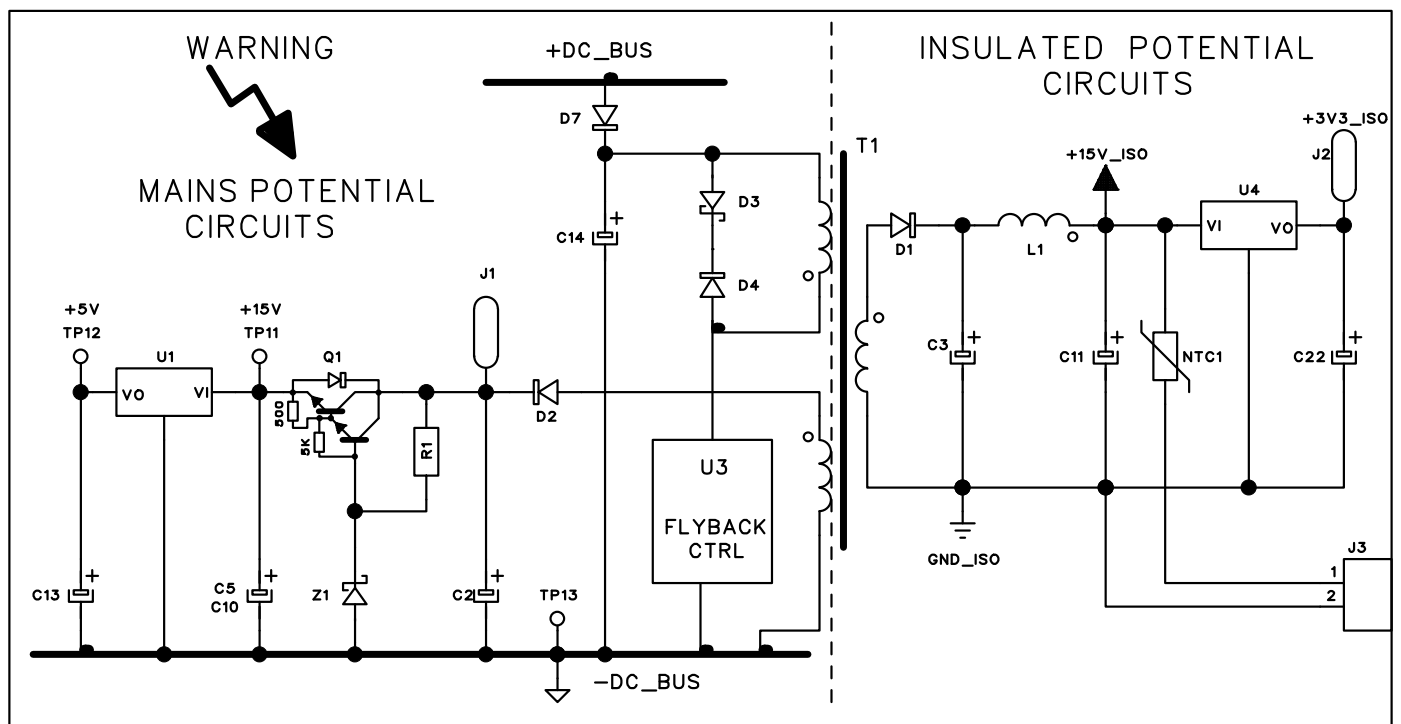 WARNING
MAINS POTENTIAL
CIRCUITS
+DC_BUS
INSULATED POTENTIAL
CIRCUITS
D7
T1
+15V_ISO
+3V3_ISO
J2
D3
C14
+
D4
D1
L1
U4
VI
VO
J1
+5V
TP12
+15V
TP11
U1
VO
VI
Q1
500
5K
R1
D2
C3
+
C11
+
NTC1
C22
+
U3
FLYBACK
CTRL
GND_ISO
J3
1
2
C13
+
C5
C10
+
Z1
C2
+
TP13
-DC_BUS